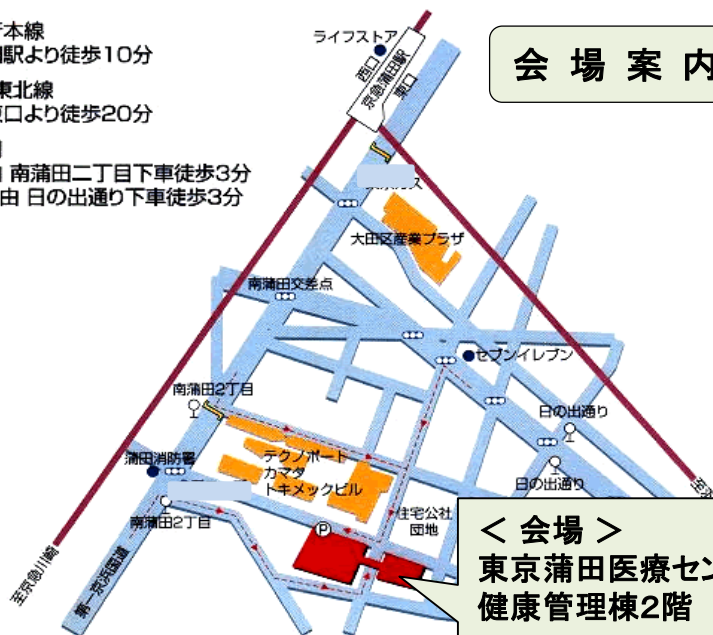 本線
駅より徒歩10分
東北線
東口より徒歩20分
南蒲田二丁目下車徒歩3分
由 日の出通り下車徒歩3分
会場案内
ライフストア
西口
京急蒲田駅
東口
大田区産業プラザ
南蒲田交差点
セブンイレブン
南蒲田2丁目
日の出通り
蒲田消防署
テクノポート
カマタ
トキメックビル
日の出通り
南蒲田2丁目
P
住宅公社
団地
至京急川崎
第一京浜国道
<会場>
東京蒲田医療セン
健康管理棟2階